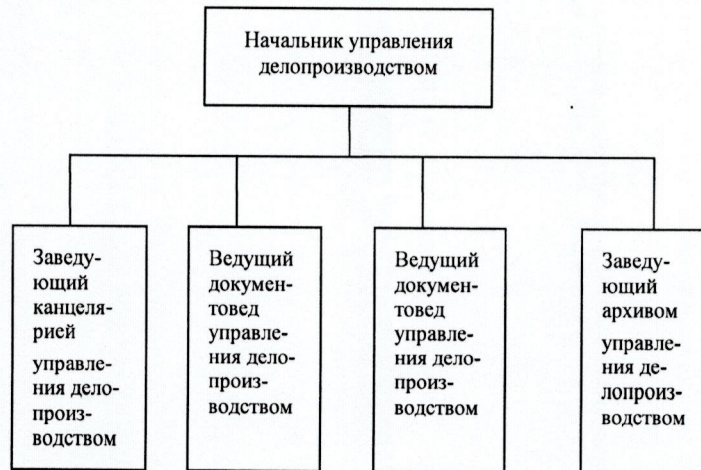 Начальник управления
делопроизводством
Заведу-
ющий
канцеля-
рией
управле-
ния дело-
произ-
водством
Ведущий
докумен-
товед
управле-
ния дело-
произ-
водством
Ведущий
докумен-
товед
управле-
ния дело-
произ-
водством
Заведу-
ющий
архивом
управле-
ния де-
лопроиз-
водством